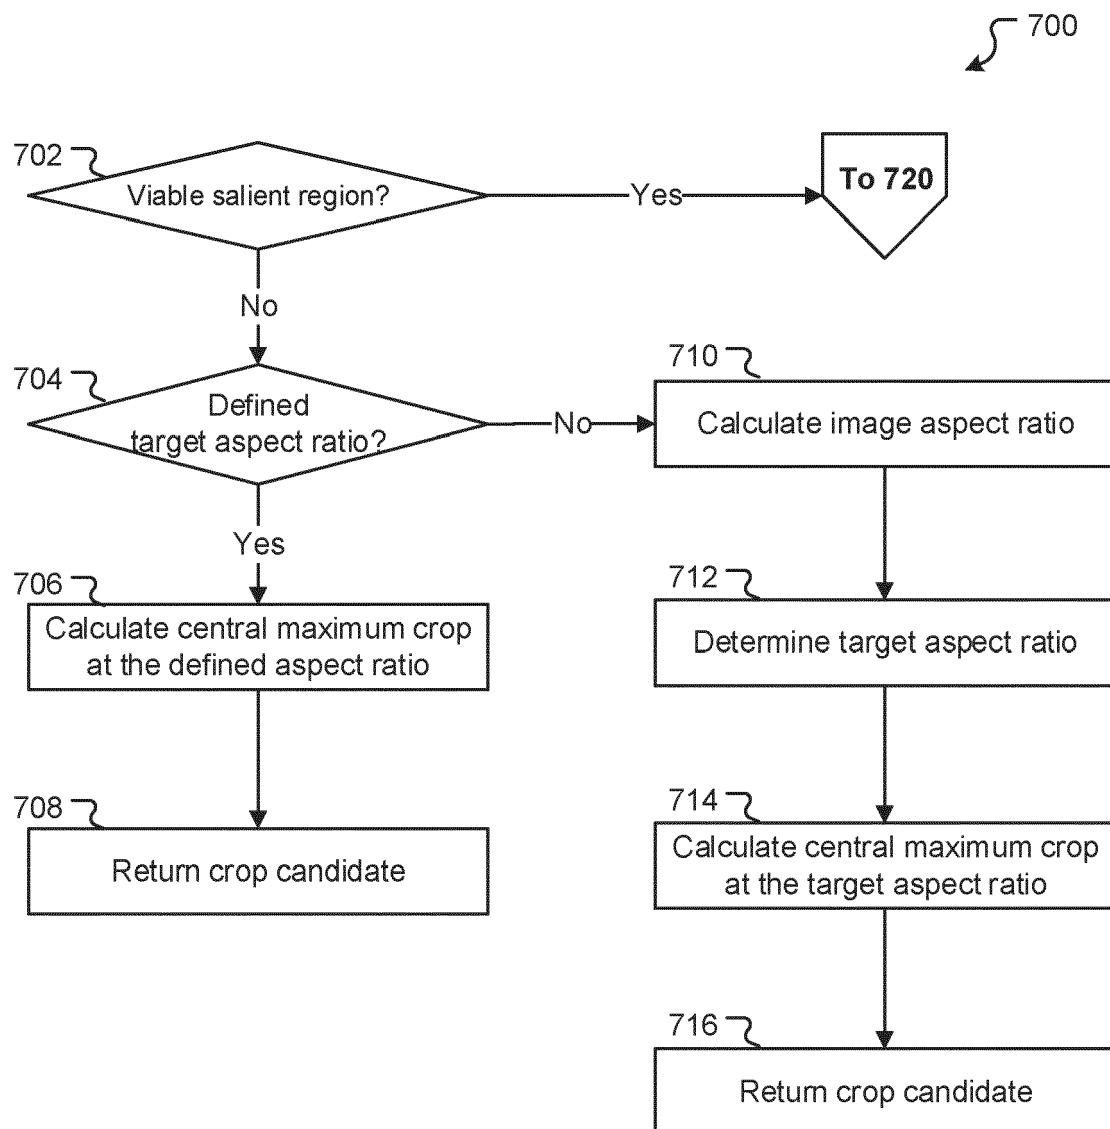 700
702
Viable salient region?
Yes
To 720
No
704
Defined
target aspect ratio?
No
710
Calculate image aspect ratio
Yes
706
Calculate central maximum crop
at the defined aspect ratio
712
Determine target aspect ratio
708
Return crop candidate
714
Calculate central maximum crop
at the target aspect ratio
716
Return crop candidate